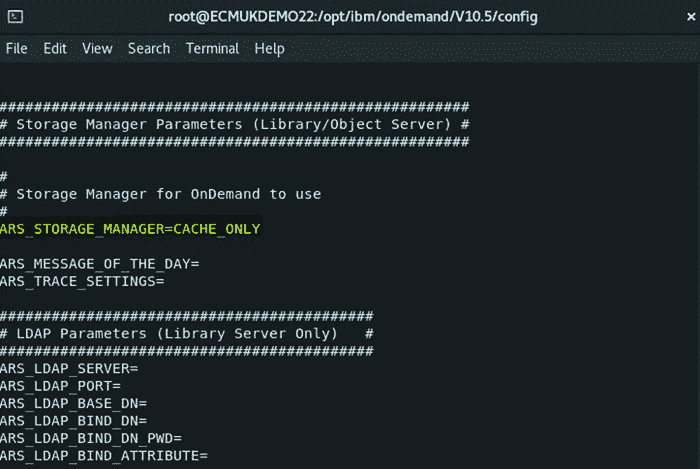 root@ECMUKDEMO22:/opt/ibm/ondemand/V10.5/config
File Edit View Search Terminal Help
######################################################
# Storage Manager Parameters (Library/Object Server) #
######################################################
#
# Storage Manager for OnDemand to use
#
ARS_STORAGE_MANAGER=CACHE_ONLY
ARS_MESSAGE_OF_THE_DAY=
ARS_TRACE_SETTINGS=
###########################################
# LDAP Parameters (Library Server Only)   #
###########################################
ARS_LDAP_SERVER=
ARS_LDAP_PORT=
ARS_LDAP_BASE_DN=
ARS_LDAP_BIND_DN=
ARS_LDAP_BIND_DN_PWD=
ARS_LDAP_BIND_ATTRIBUTE=